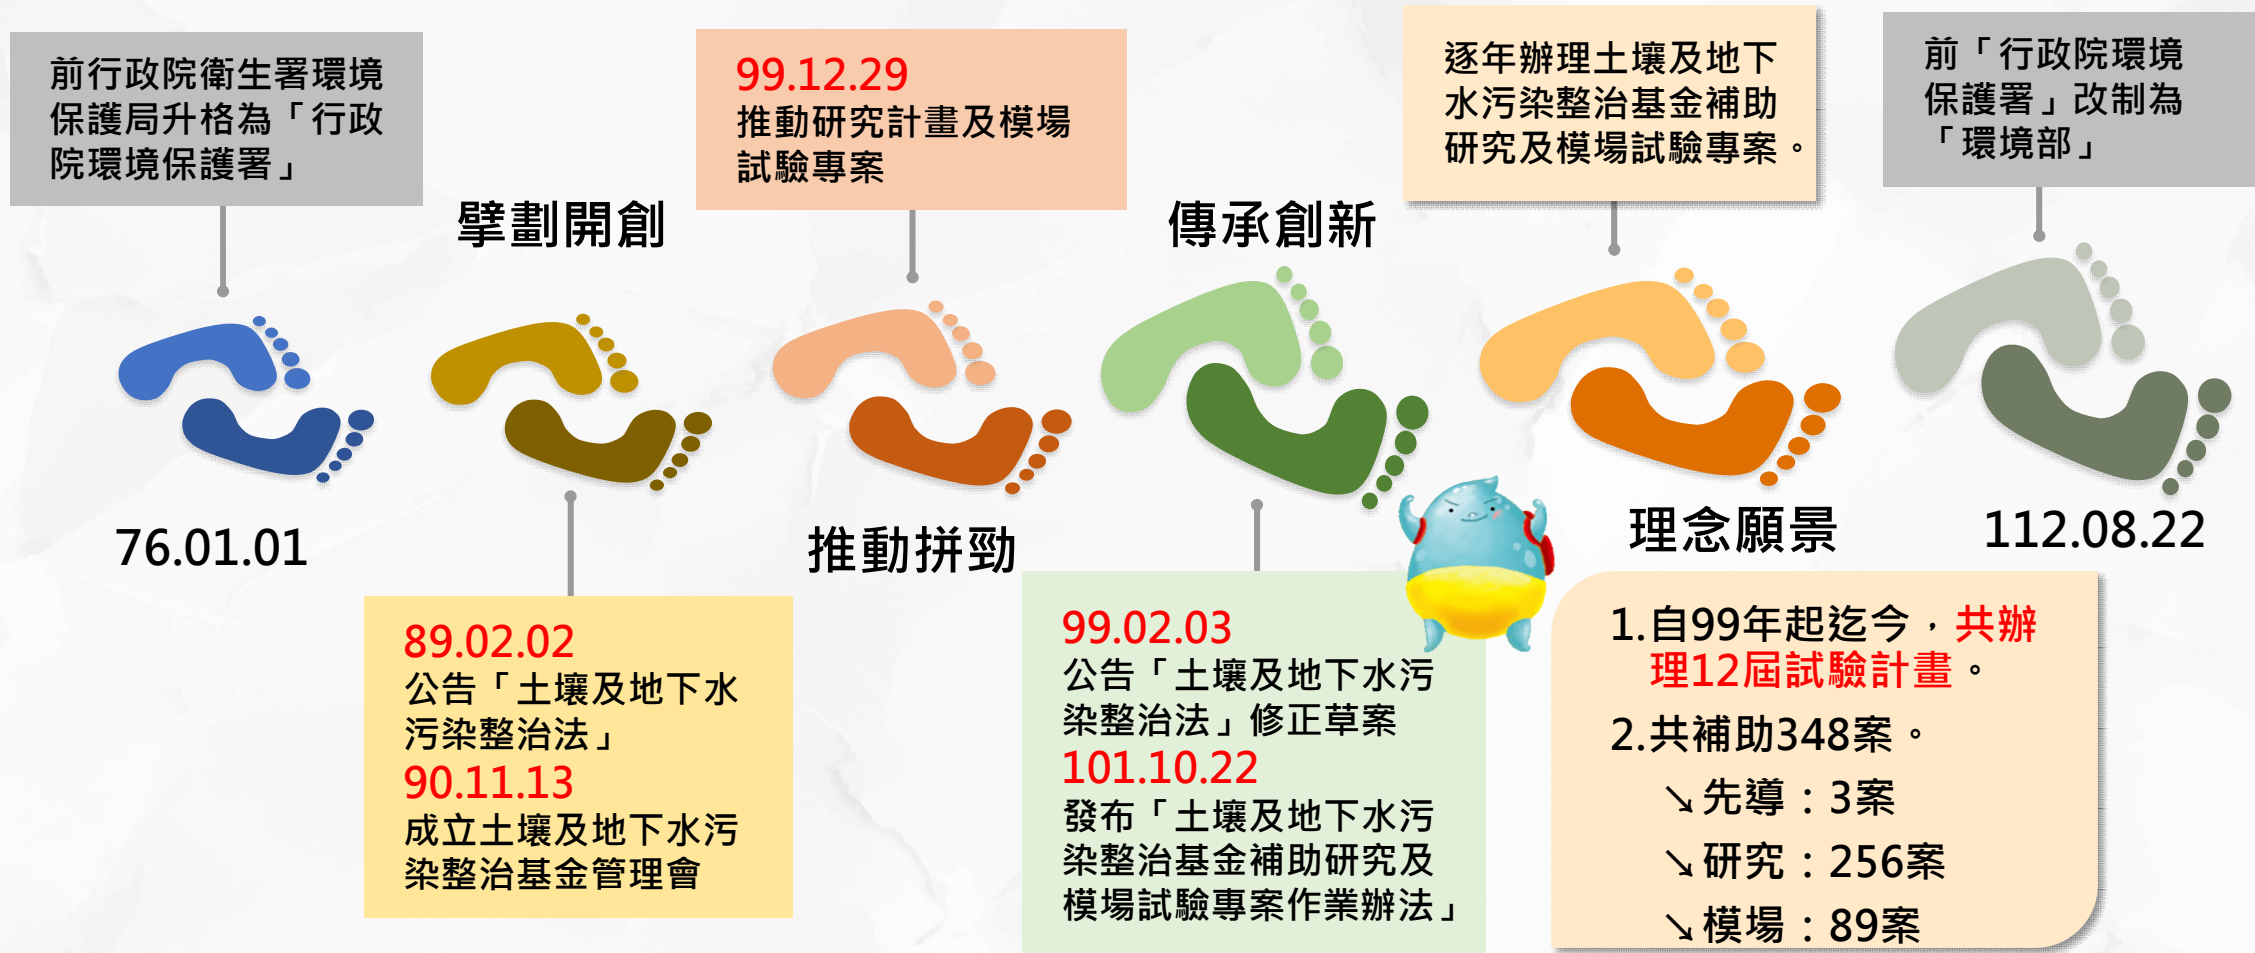 前行政院衛生署環境
保護局升格為「行政
院環境保護署」
76.01.01
擘劃開創
89.02.02
公告「土壤及地下水
污染整治法」
90.11.13
成立土壤及地下水污
染整治基金管理會
99.12.29
推動研究計畫及模場
試驗專案
推動拼勁
傳承創新
99.02.03
公告「土壤及地下水污
染整治法」修正草案
101.10.22
發布「土壤及地下水污
染整治基金補助研究及
模場試驗專案作業辦法」
逐年辦理土壤及地下
水污染整治基金補助
研究及模場試驗專案。
理念願景
1.自99年起迄今，共辦
理12屆試驗計畫。
2.共補助348案。
↘先導：3案
↘研究：256案
↘模場：89案
前「行政院環境
保護署」改制為
「環境部」
112.08.22